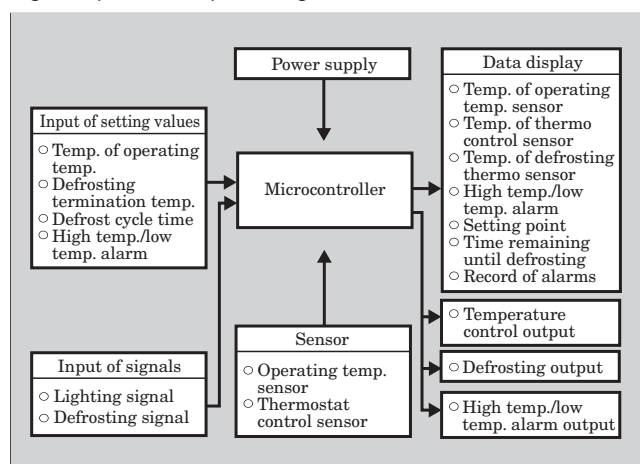 Power supply
Input of setting values
○ Temp. of operating
temp.
○ Defrosting
termination temp.
○ Defrost cycle time
○ High temp./low
temp. alarm
Input of signals
○ Lighting signal
○ Defrosting signal
Microcontroller
Sensor
○ Operating temp.
sensor
○ Thermostat
control sensor
Data display
○ Temp. of operating
temp. sensor
○ Temp. of thermo
control sensor
○ Temp. of defrosting
thermo sensor
○ High temp./low
temp. alarm
○ Setting point
○ Time remaining
until defrosting
○ Record of alarms
○ Temperature
control output
○ Defrosting output
○ High temp./low
temp. alarm output